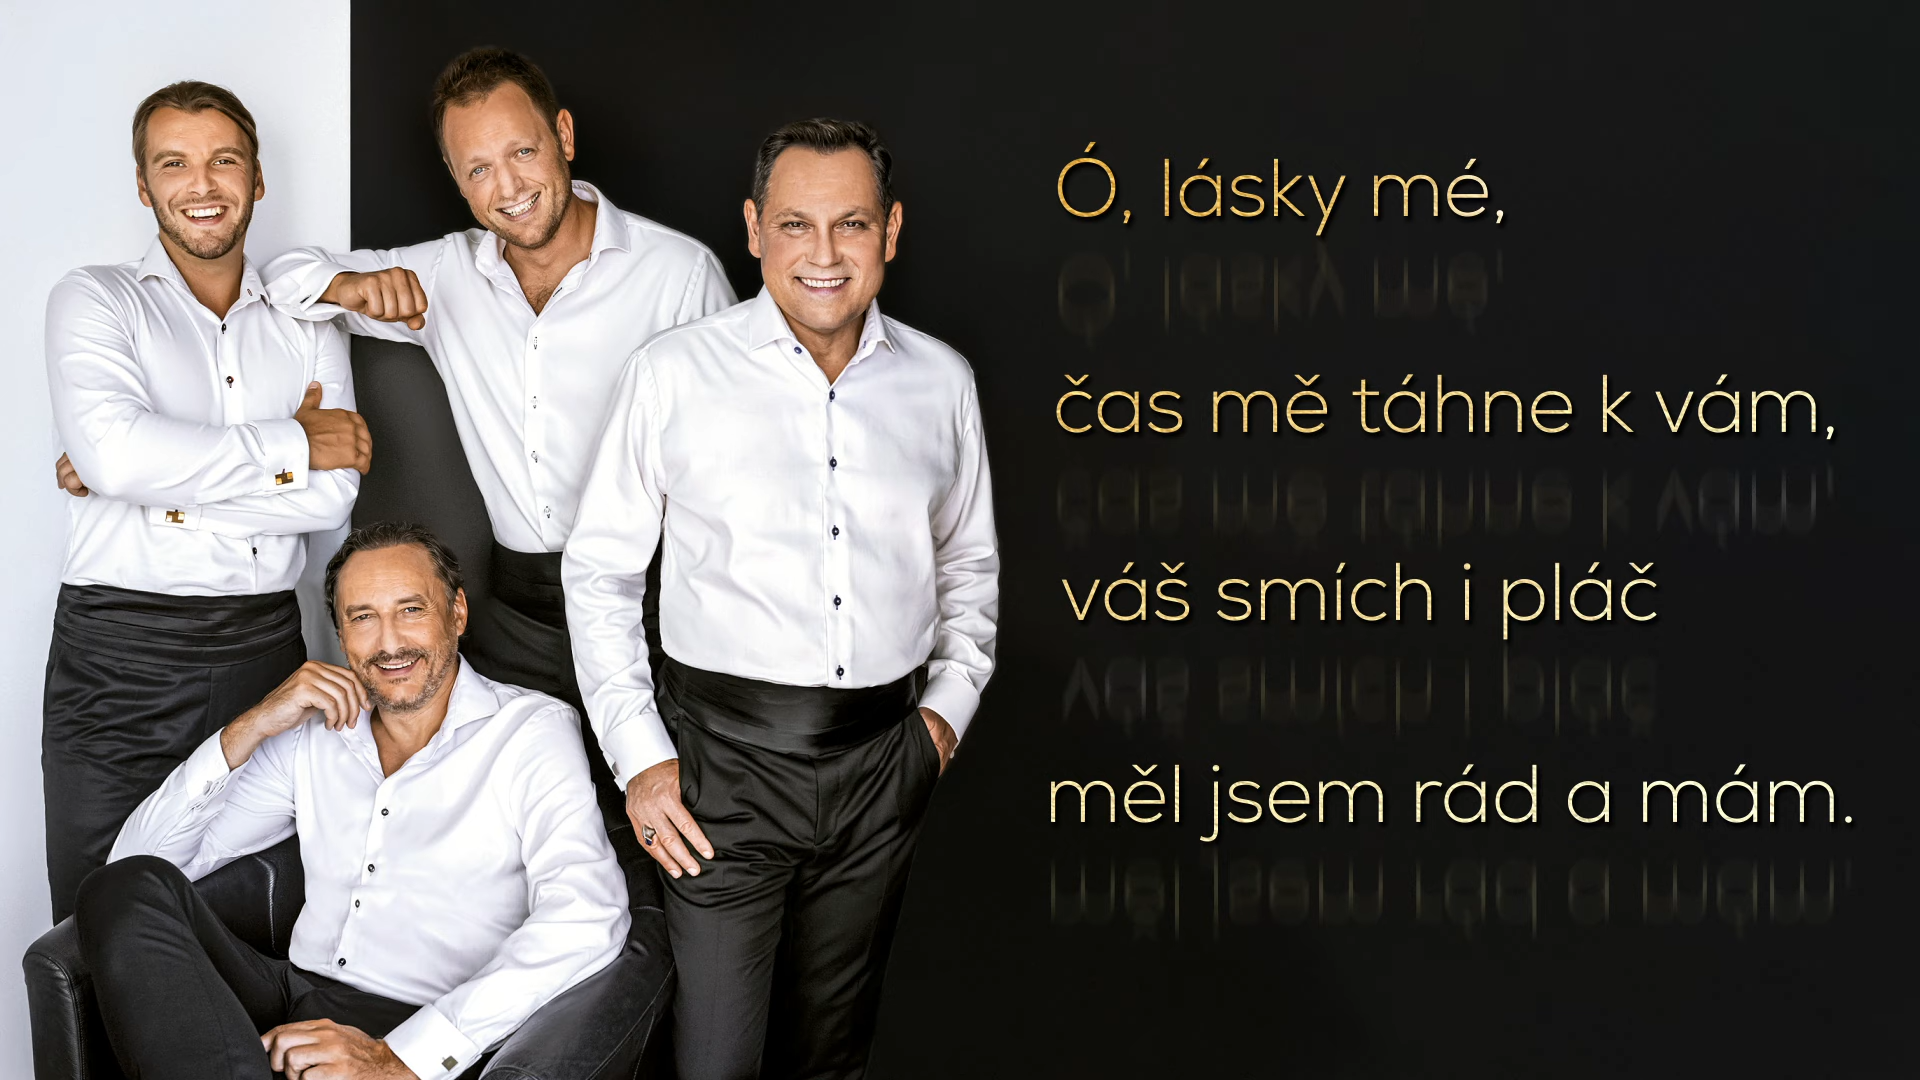 Ó, lásky mé,
čas mě táhne k vám,
váš smích i pláč
měl jsem rád a mám.